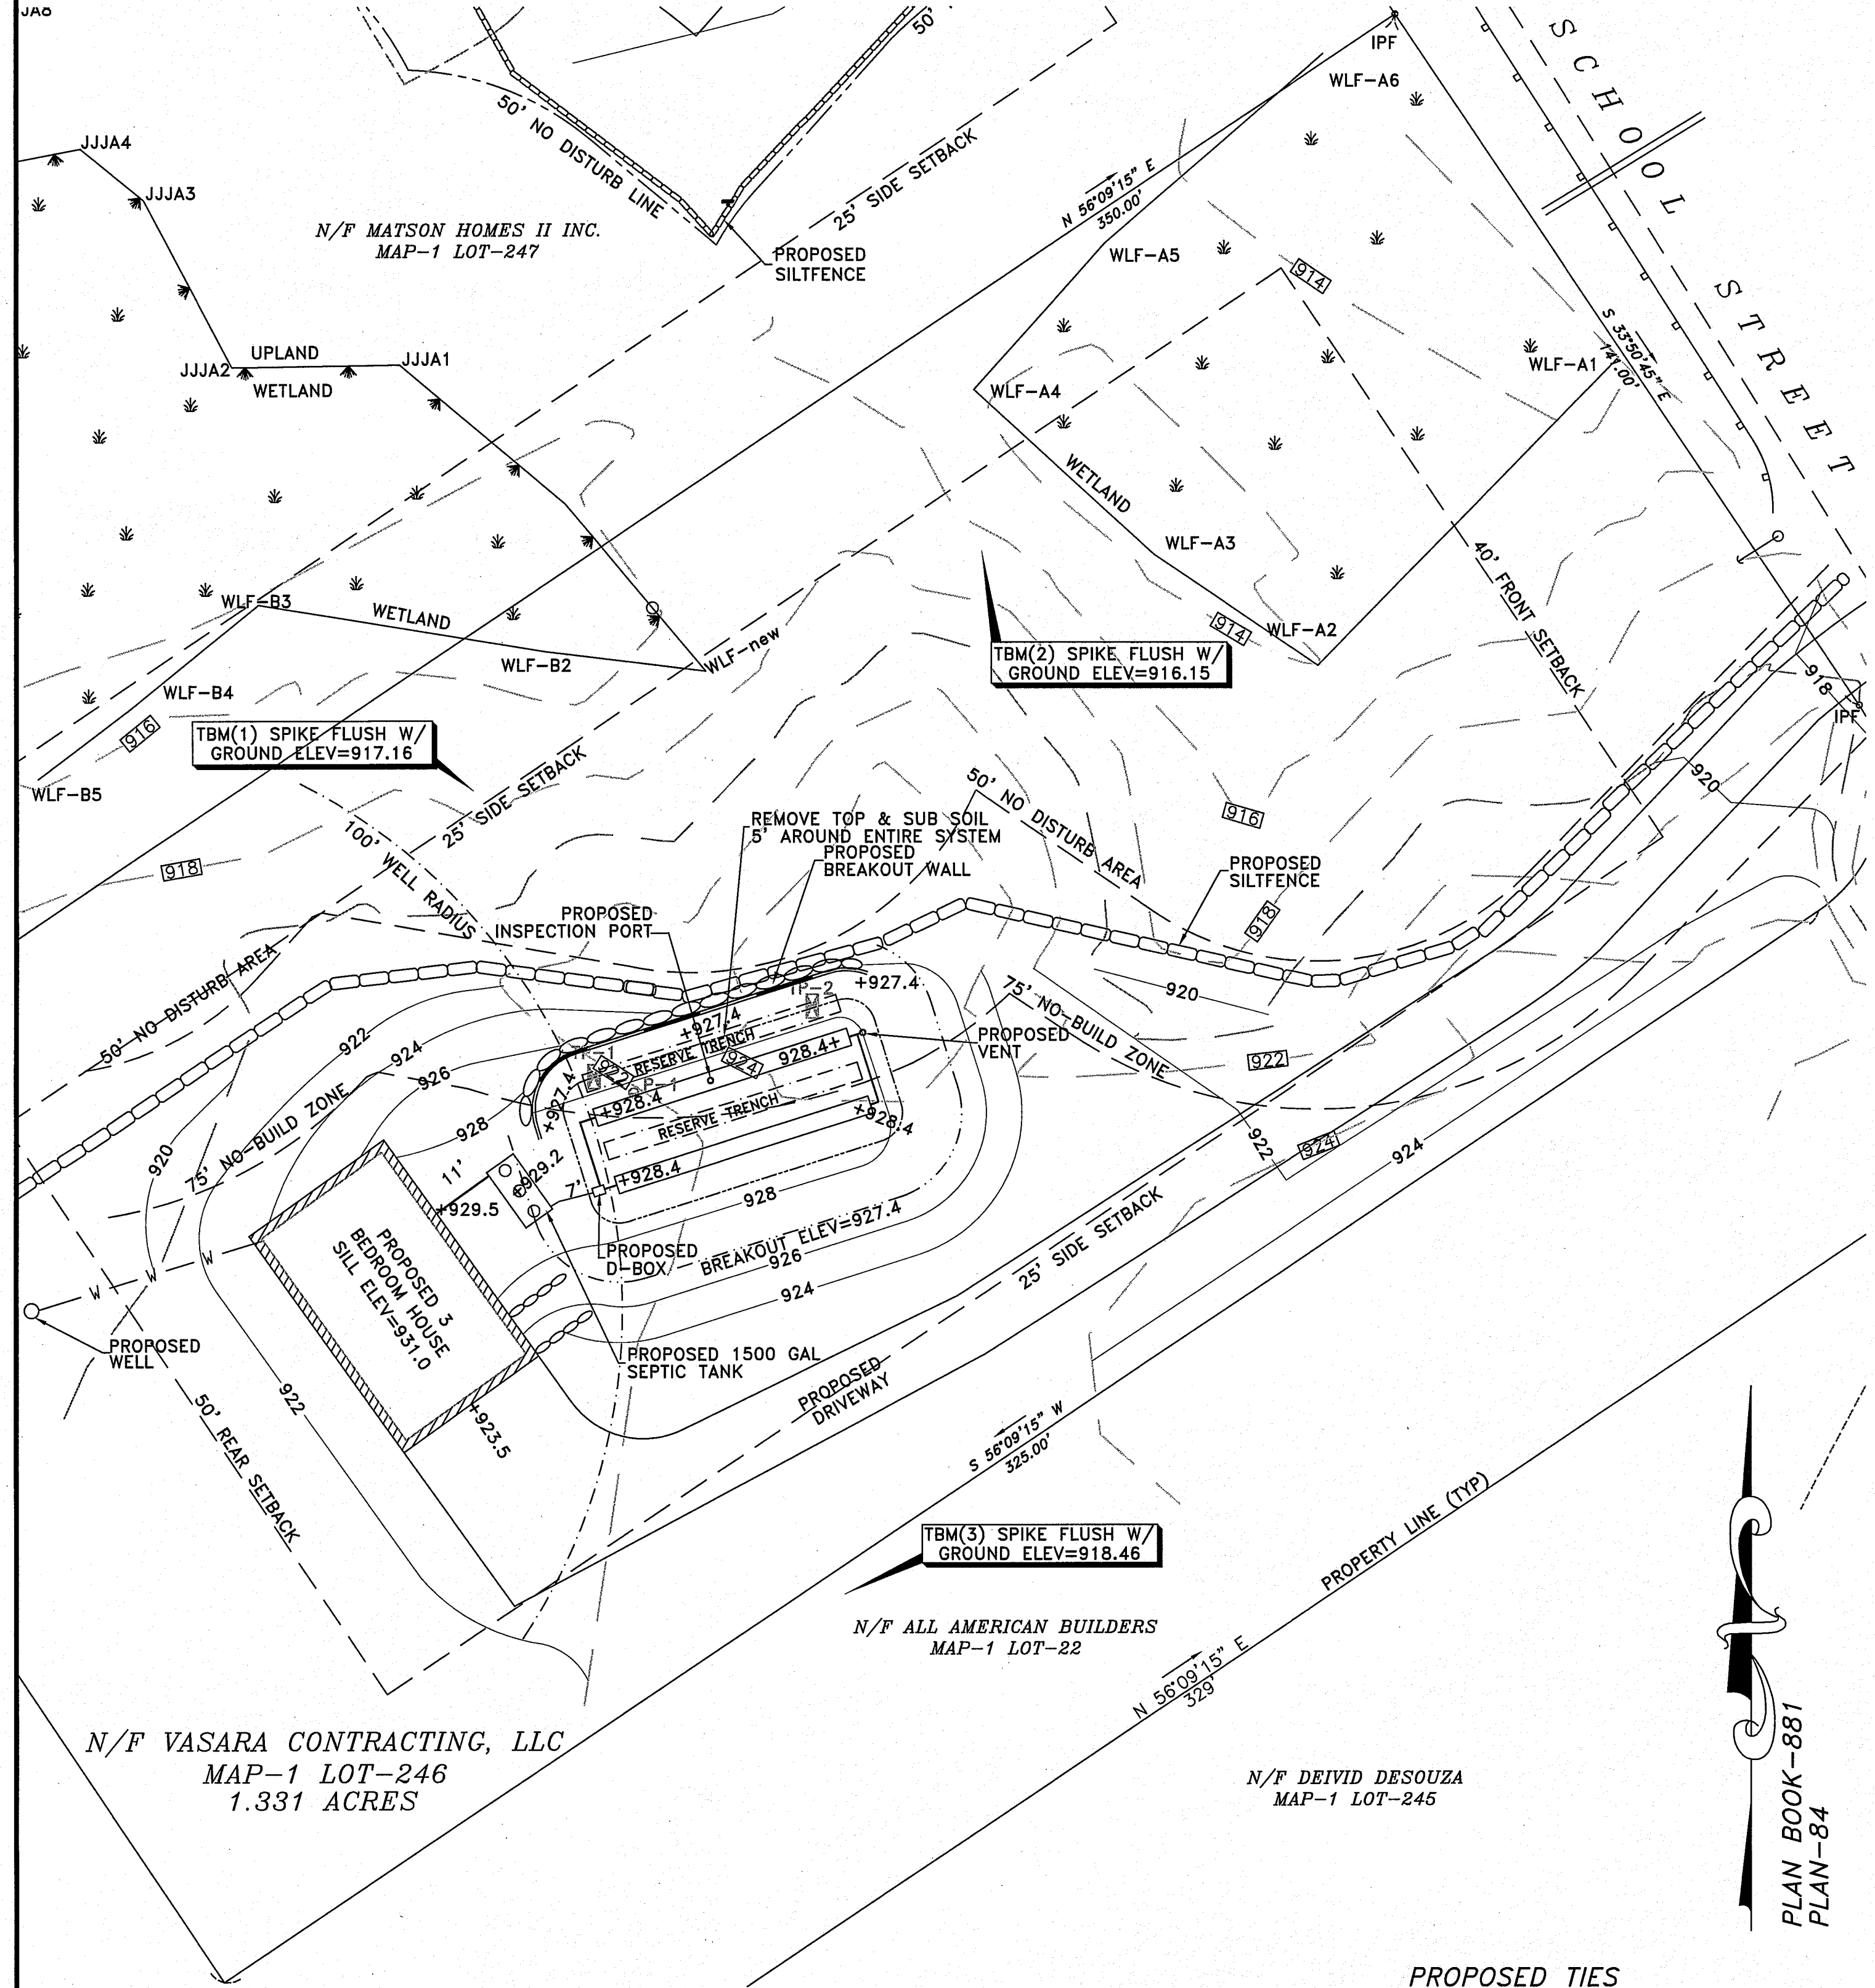 JJJA4
JJJA3
JJJA2
JJJA1
UPLAND
WETLAND
N/F MATSON HOMES II INC.
MAP-1 LOT-247
50' NO DISTURB LINE
50'
PROPOSED
SILTFENCE
25' SIDE SETBACK
N 56°09'15" E
350.00'
IPF
WLF-A6
WLF-A5
WLF-A4
914
WLF-A1
S 33°50'45" E
141.00'
SCHOOL STREET
WETLAND
WLF-A3
WLF-A2
914
40' FRONT SETBACK
WLF-B3
WETLAND
WLF-B2
WLF-new
WLF-B4
916
WLF-B5
TBM(1) SPIKE FLUSH W/
GROUND ELEV=917.16
TBM(2) SPIKE FLUSH W/
GROUND ELEV=916.15
918
IPF
920
25' SIDE SETBACK
100' WELL RADIUS
918
50' NO DISTURB AREA
REMOVE TOP & SUB SOIL
5' AROUND ENTIRE SYSTEM
PROPOSED
BREAKOUT WALL
PROPOSED
INSPECTION PORT
916
PROPOSED
SILTFENCE
918
50' NO DISTURB AREA
920
75' NO-BUILD ZONE
PROPOSED
VENT
922
922
924
924
922
924
926
928
920
75' NO-BUILD ZONE
TP-2
+927.4
+927.4
+927.4
RESERVE TRENCH
924
922
928.4+
+928.4
RESERVE TRENCH
+928.4
+928.4
928
11'
+929.2
7'
+929.5
PROPOSED
D-BOX
BREAKOUT ELEV=927.4
926
924
PROPOSED 3
BEDROOM HOUSE
SILL ELEV=931.0
W W W
PROPOSED
WELL
PROPOSED 1500 GAL
SEPTIC TANK
+923.5
922
50' REAR SETBACK
25' SIDE SETBACK
PROPOSED
DRIVEWAY
S 56°09'15" W
325.00'
TBM(3) SPIKE FLUSH W/
GROUND ELEV=918.46
PROPERTY LINE (TYP)
N/F ALL AMERICAN BUILDERS
MAP-1 LOT-22
N 56°09'15" E
329'
N/F VASARA CONTRACTING, LLC
MAP-1 LOT-246
1.331 ACRES
N/F DEIVID DESOUZA
MAP-1 LOT-245
PLAN BOOK-881
PLAN-84
PROPOSED TIES